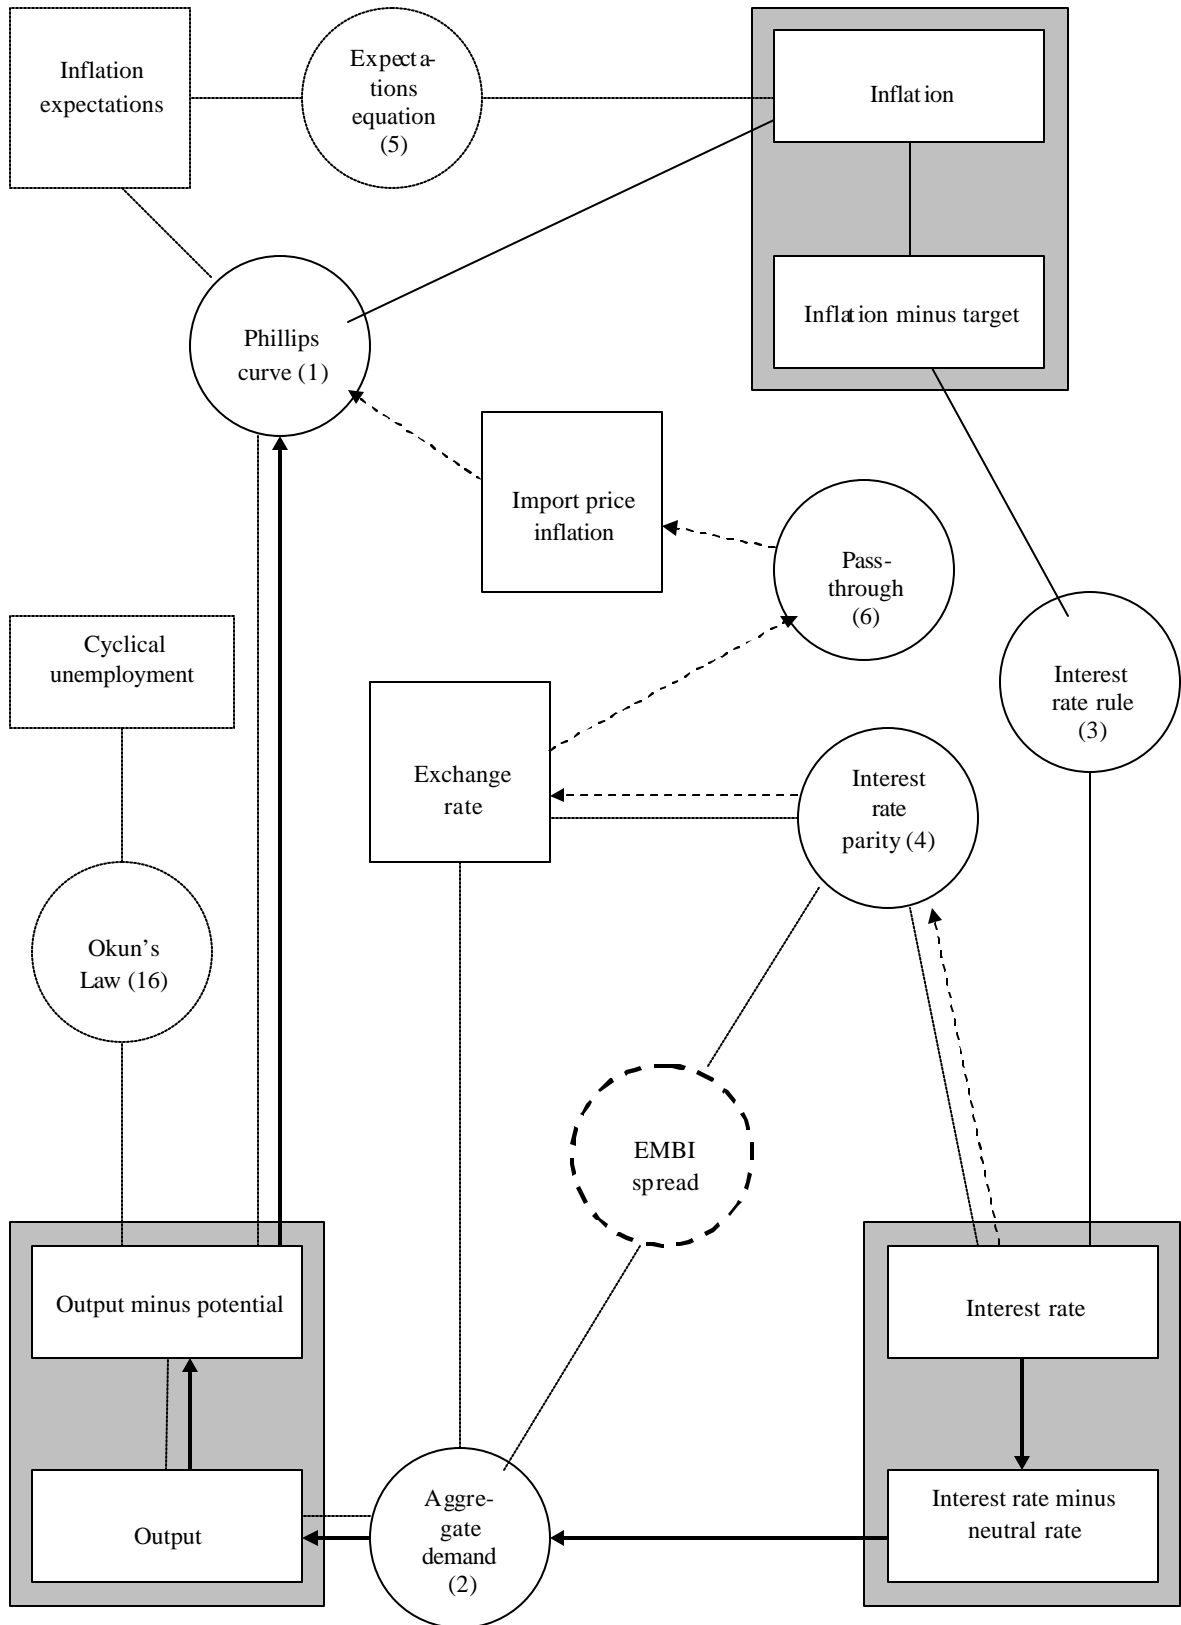 Inflation
expectations
Expecta-
tions
equation
(5)
Inflation
Inflation minus target
Phillips
curve (1)
Import price
inflation
Pass-
through
(6)
Cyclical
unemployment
Interest
rate rule
(3)
Exchange
rate
Interest
rate
parity (4)
Okun's
Law (16)
EMBI
spread
Output minus potential
Interest rate
Output
Aggre-
gate
demand
(2)
Interest rate minus
neutral rate